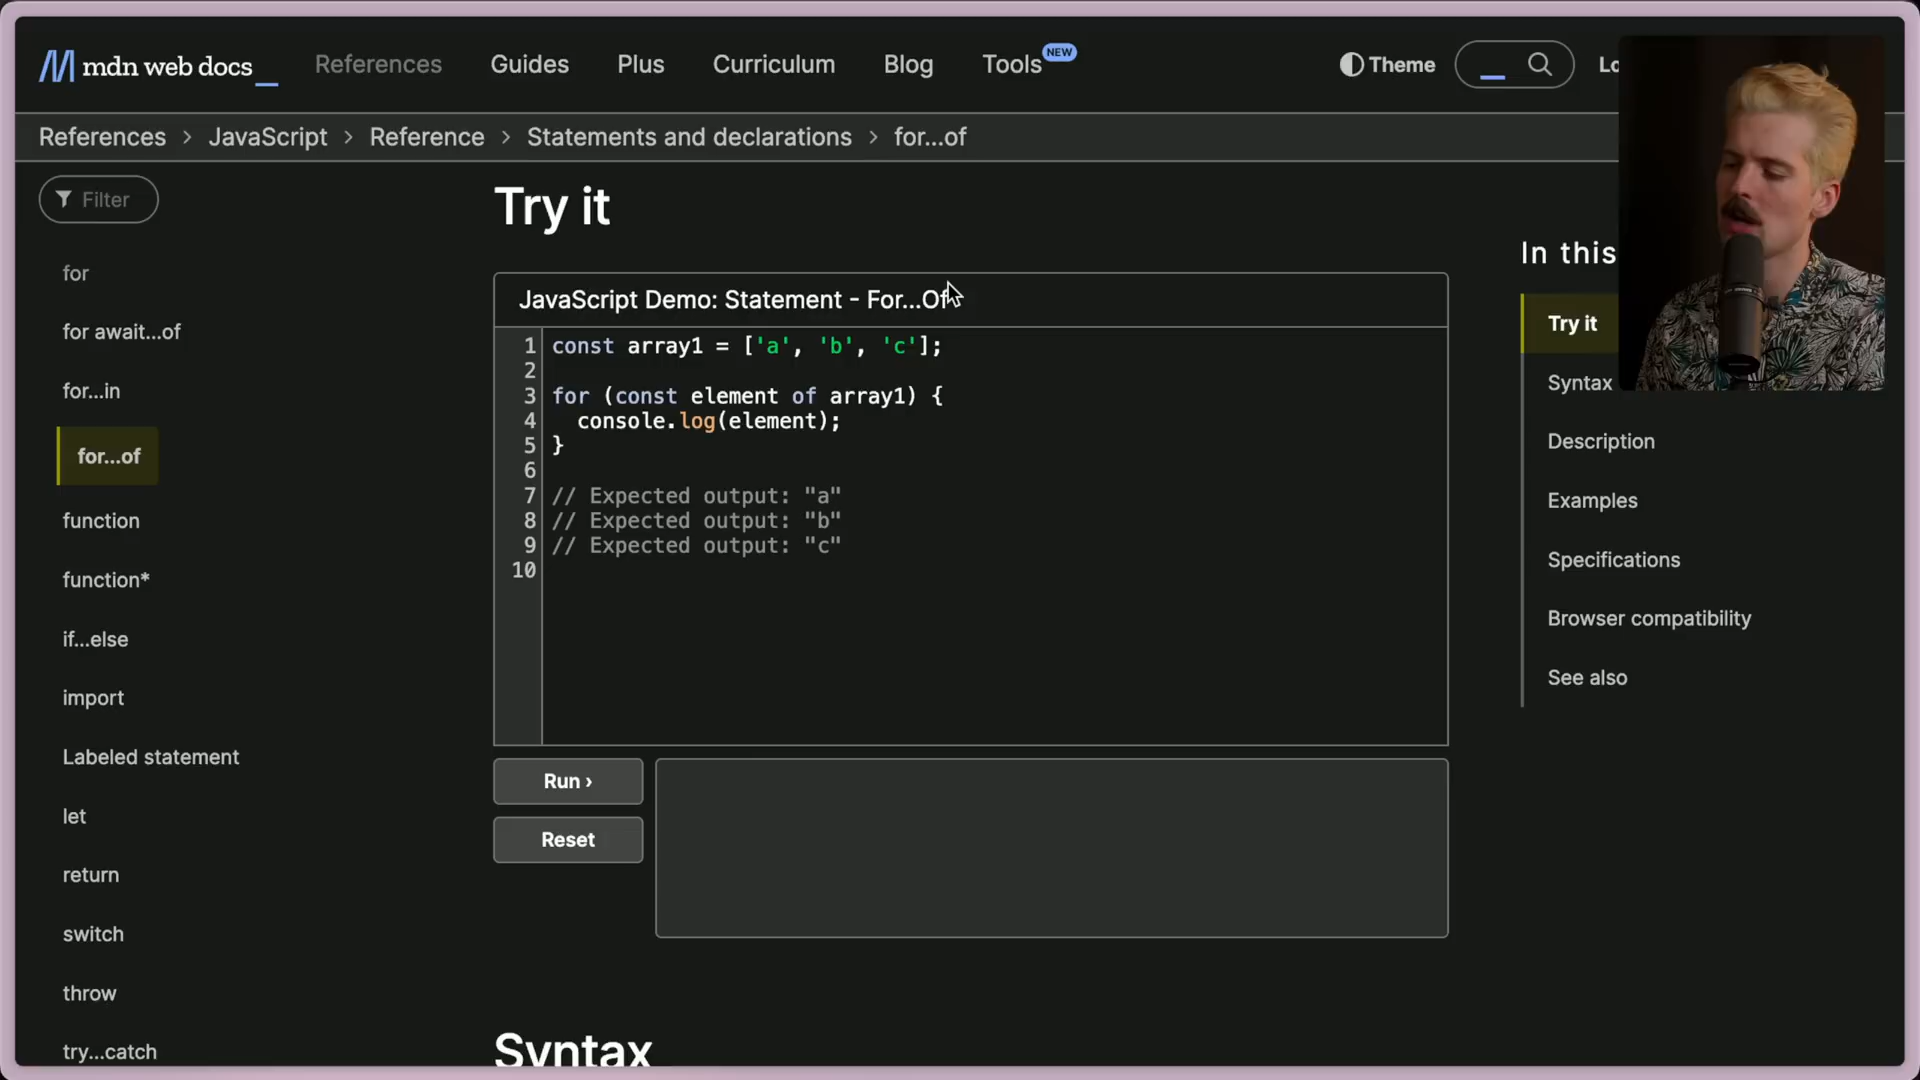 mdn web docs_
References
Guides
Plus
Curriculum
Blog
Tools NEW
Theme
Lo
References > JavaScript > Reference > Statements and declarations > for...of
Filter
for
for await...of
for...in
for...of
function
function*
if...else
import
Labeled statement
let
return
switch
throw
try...catch
Try it
JavaScript Demo: Statement - For...Of
1 const array1 = ['a', 'b', 'c'];
2
3 for (const element of array1) {
4   console.log(element);
5 }
6
7 // Expected output: "a"
8 // Expected output: "b"
9 // Expected output: "c"
10
Run ›
Reset
Syntax
In this
Try it
Syntax
Description
Examples
Specifications
Browser compatibility
See also